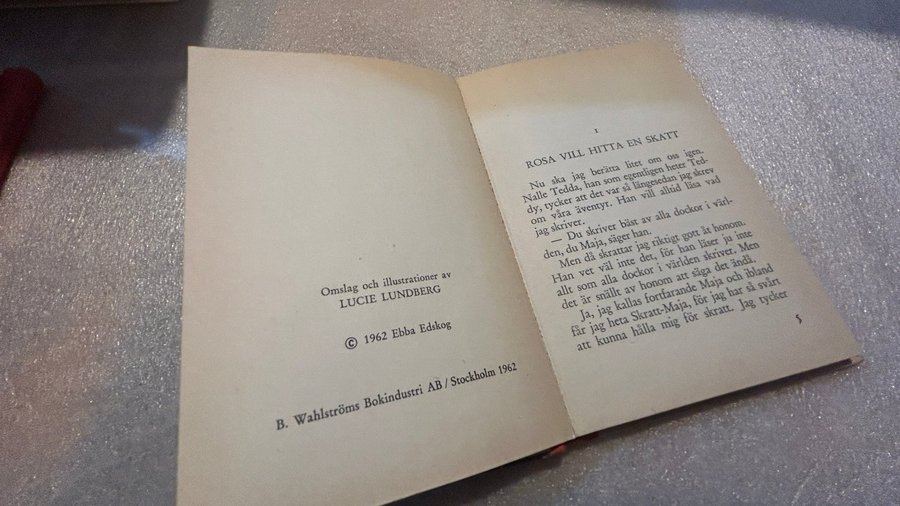 Omslag och illustrationer av
LUCIE LUNDBERG
© 1962 Ebba Edskog
B. Wahlströms Bokindustri AB / Stockholm 1962
I
ROSA VILL HITTA EN SKATT
Nu ska jag berätta litet om oss igen.
Nalle Tedda, han som egentligen heter Ted-
dy, tycker att det var så längesedan jag skrev
om våra äventyr. Han vill alltid läsa vad
jag skriver.
— Du skriver bäst av alla dockor i värl-
den, du Maja, säger han.
Men då skrattar jag riktigt gott åt honom.
Han vet väl inte det, för han läser ju inte
allt som alla dockor i världen skriver. Men
det är snällt av honom att säga det ändå.
Ja, jag kallas fortfarande Maja och ibland
får jag heta Skratt-Maja, för jag har så svårt
att kunna hålla mig för skratt. Jag tycker
5